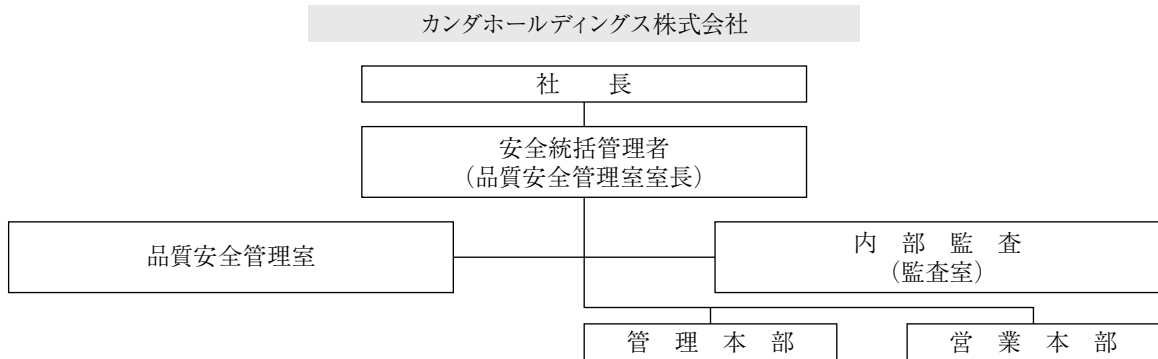 カンダホールディングス株式会社
社　長
安全統括管理者
（品質安全管理室室長）
品質安全管理室
内　部　監　査
（監査室）
管　理　本　部
営　業　本　部